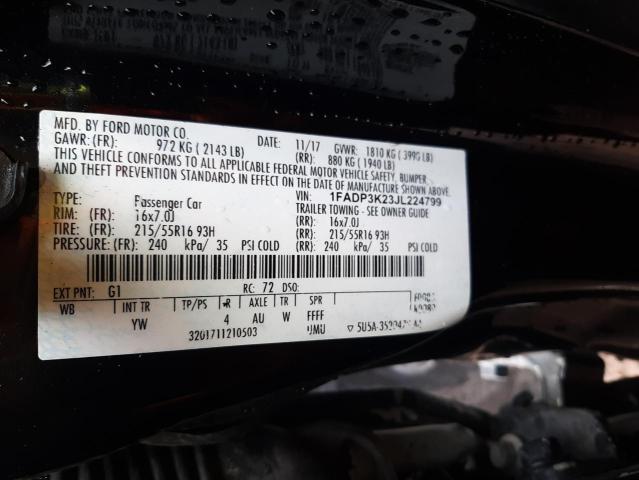 MFD. BY FORD MOTOR CO. DATE: 11/17 GVWR: 1810 KG
GAWR: (FR): 972 KG (2143 LB) (RR): 880 KG (1940 LB)
THIS VEHICLE CONFORMS TO ALL APPLICABLE FEDERAL MOTOR VEHICLE SAFETY, BUMPER
AND THEFT PREVENTION STANDARDS IN EFFECT ON THE DATE OF MANUFACTURE SHOWN ABOVE.
VIN: 1FADP3K23JL224799
TYPE: Passenger Car TRAILER TOWING - SEE OWNERS GUIDE
RIM: (FR): 16x7.0J (RR): 16x7.0J
TIRE: (FR): 215/55R16 93H (RR): 215/55R16 93H
PRESSURE: (FR): 240 kPa/ 35 PSI COLD (RR): 240 kPa/ 35 PSI COLD
EXT PNT: G1 RC: 72 DSO:
WB INT TR TP/PS R AXLE TR SPR
YW 4 AU W FFFF
3201711210503 UMU